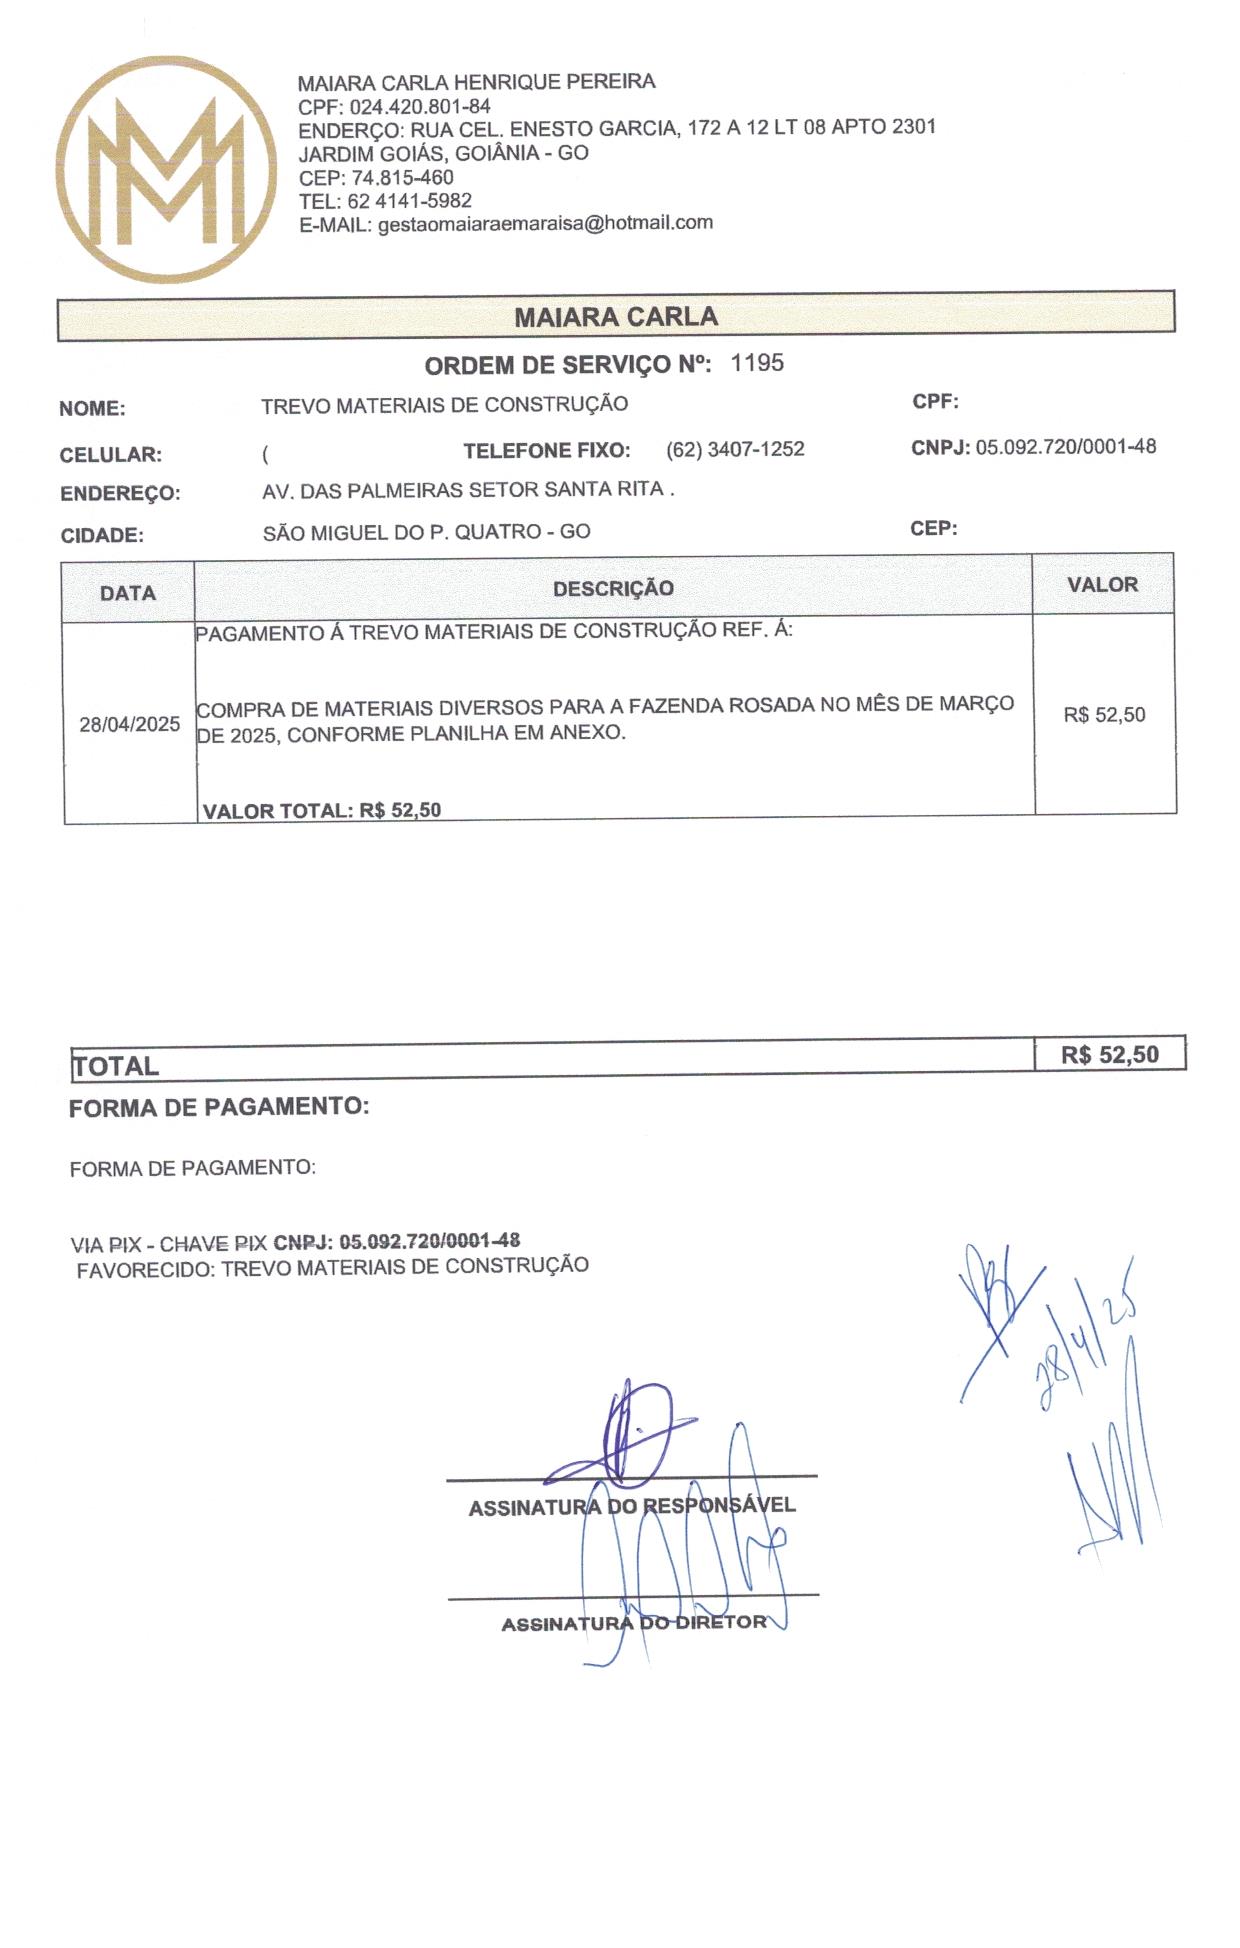 MAIARA CARLA HENRIQUE PEREIRA
CPF: 024.420.801-84
ENDERÇO: RUA CEL. ENESTO GARCIA, 172 A 12 LT 08 APTO 2301
JARDIM GOIÁS, GOIÂNIA - GO
CEP: 74.815-460
TEL: 62 4141-5982
E-MAIL: gestaomaiaraemaraisa@hotmail.com
MAIARA CARLA
ORDEM DE SERVIÇO Nº: 1195
NOME: TREVO MATERIAIS DE CONSTRUÇÃO CPF:
CELULAR: ( TELEFONE FIXO: (62) 3407-1252 CNPJ: 05.092.720/0001-48
ENDEREÇO: AV. DAS PALMEIRAS SETOR SANTA RITA .
CIDADE: SÃO MIGUEL DO P. QUATRO - GO CEP:
DATA DESCRIÇÃO VALOR
PAGAMENTO Á TREVO MATERIAIS DE CONSTRUÇÃO REF. Á:
28/04/2025 COMPRA DE MATERIAIS DIVERSOS PARA A FAZENDA ROSADA NO MÊS DE MARÇO R$ 52,50
DE 2025, CONFORME PLANILHA EM ANEXO.
VALOR TOTAL: R$ 52,50
TOTAL R$ 52,50
FORMA DE PAGAMENTO:
FORMA DE PAGAMENTO:
VIA PIX - CHAVE PIX CNPJ: 05.092.720/0001-48
FAVORECIDO: TREVO MATERIAIS DE CONSTRUÇÃO
28/4/25
ASSINATURA DO RESPONSÁVEL
ASSINATURA DO DIRETOR